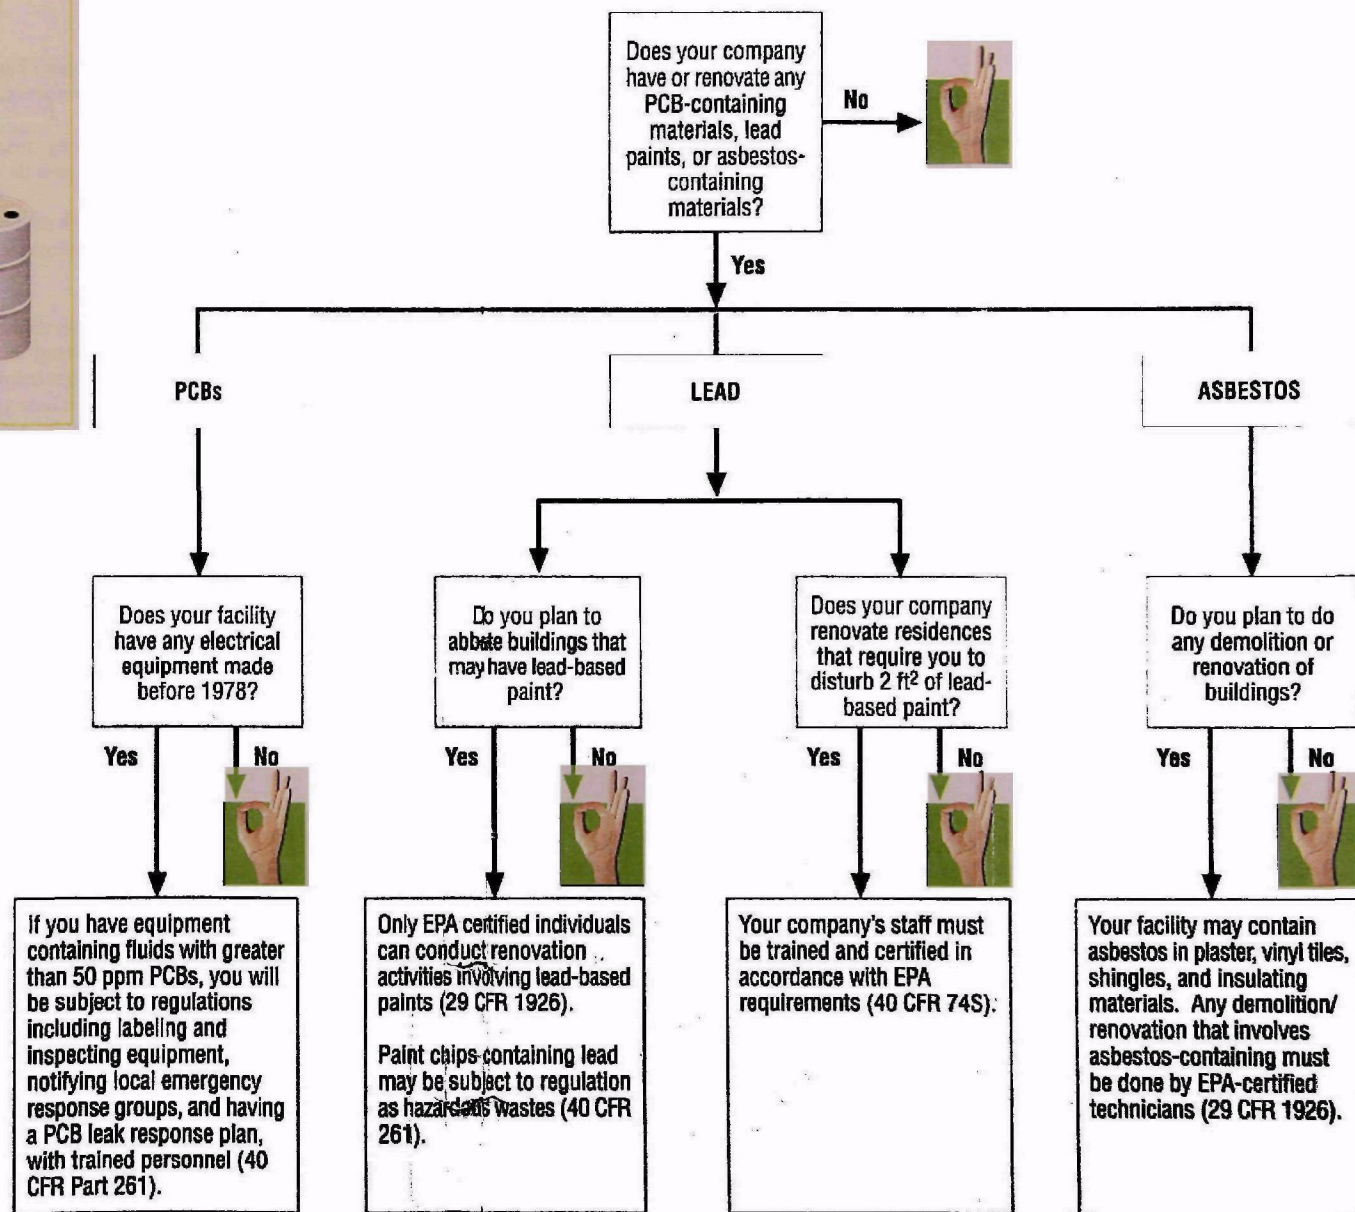 Does your company
have or renovate any
PCB-containing
materials, lead
paints, or asbestos-
containing
materials?
No
Yes
PCBs
LEAD
ASBESTOS
Does your facility
have any electrical
equipment made
before 1978?
Yes
No
Do you plan to
abbate buildings that
may have lead-based
paint?
Yes
No
Does your company
renovate residences
that require you to
disturb 2 ft² of lead-
based paint?
Yes
No
Do you plan to do
any demolition or
renovation of
buildings?
Yes
No
If you have equipment
containing fluids with greater
than 50 ppm PCBs, you will
be subject to regulations
including labeling and
inspecting equipment,
notifying local emergency
response groups, and having
a PCB leak response plan,
with trained personnel (40
CFR Part 261).
Only EPA certified individuals
can conduct renovation
activities involving lead-based
paints (29 CFR 1926).
Paint chips containing lead
may be subject to regulation
as hazardous wastes (40 CFR
261).
Your company's staff must
be trained and certified in
accordance with EPA
requirements (40 CFR 74S).
Your facility may contain
asbestos in plaster, vinyl tiles,
shingles, and insulating
materials. Any demolition/
renovation that involves
asbestos-containing must
be done by EPA-certified
technicians (29 CFR 1926).